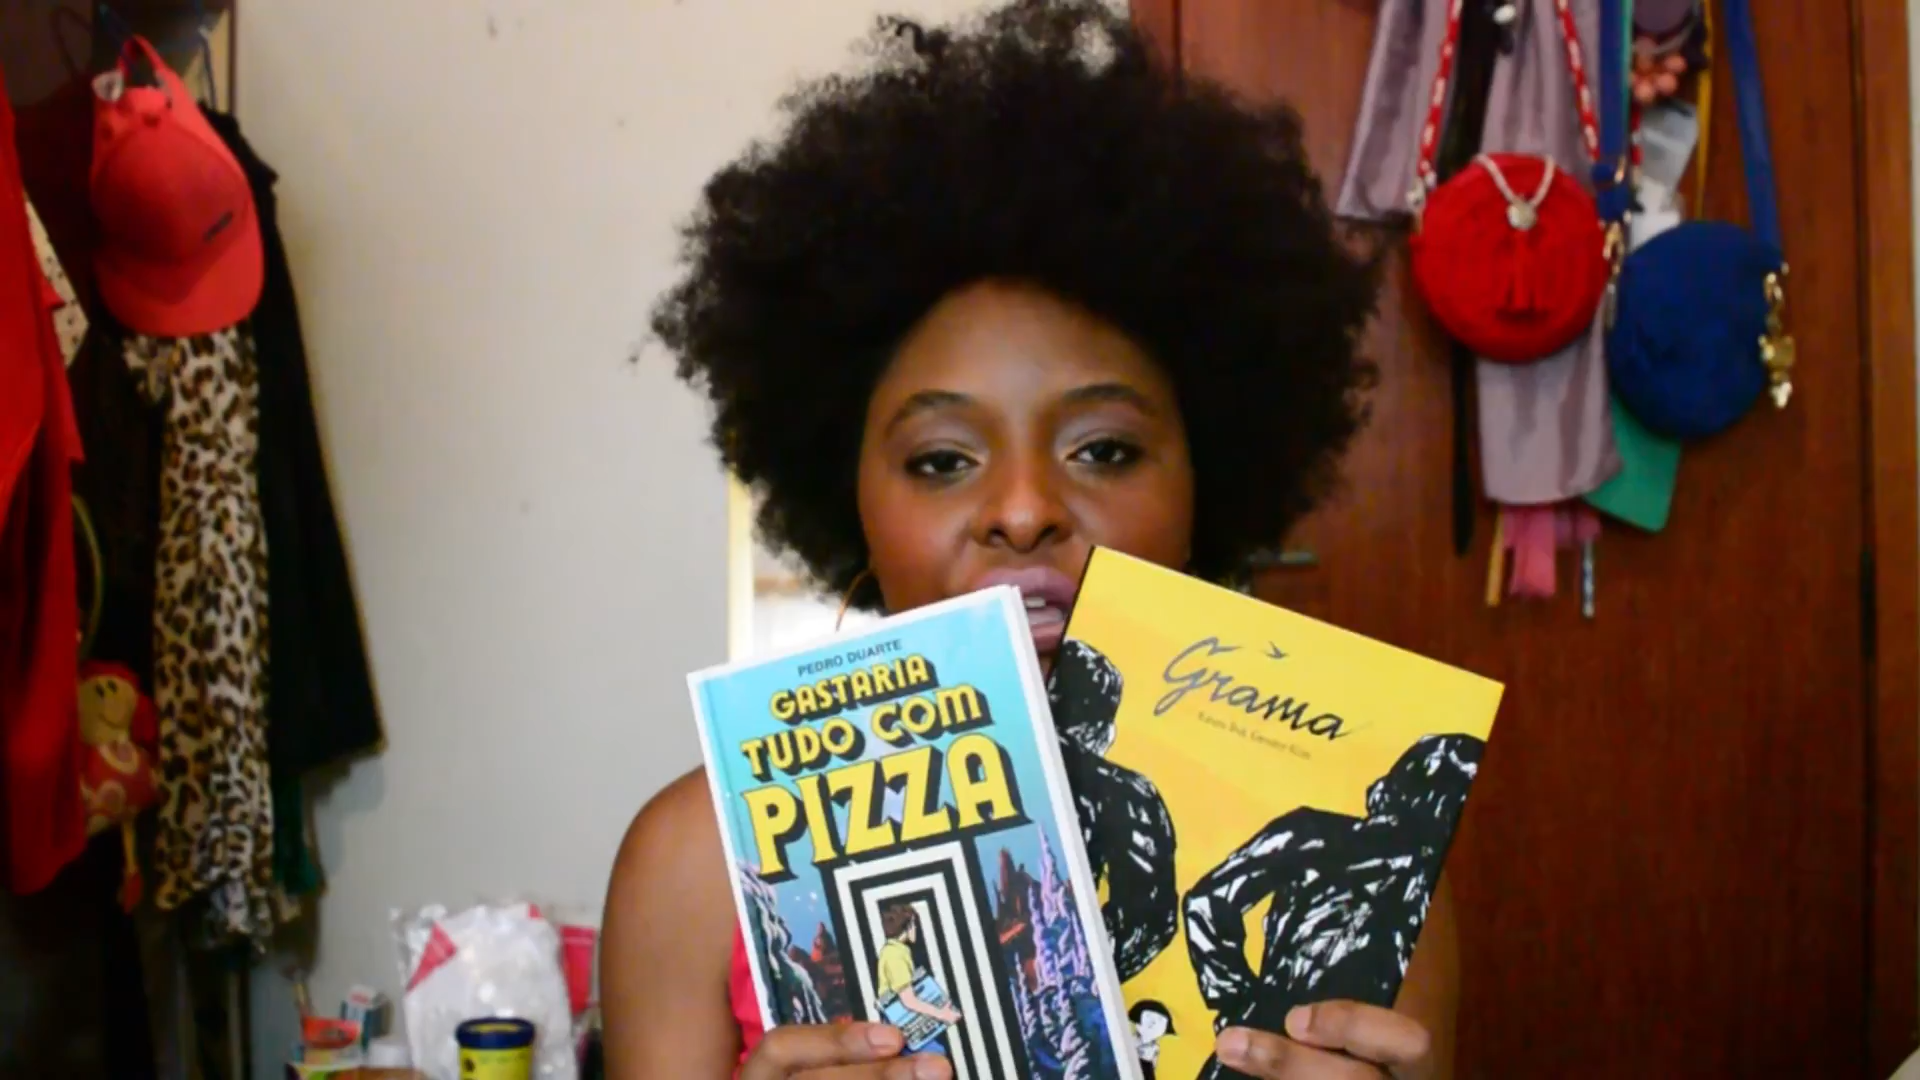 PEDRO DUARTE
GASTARIA
TUDO COM
PIZZA
Grama